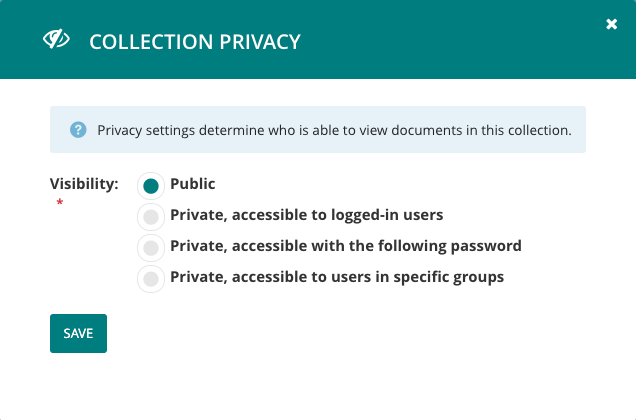 COLLECTION PRIVACY
Privacy settings determine who is able to view documents in this collection.
Visibility:
*
Public
Private, accessible to logged-in users
Private, accessible with the following password
Private, accessible to users in specific groups
SAVE